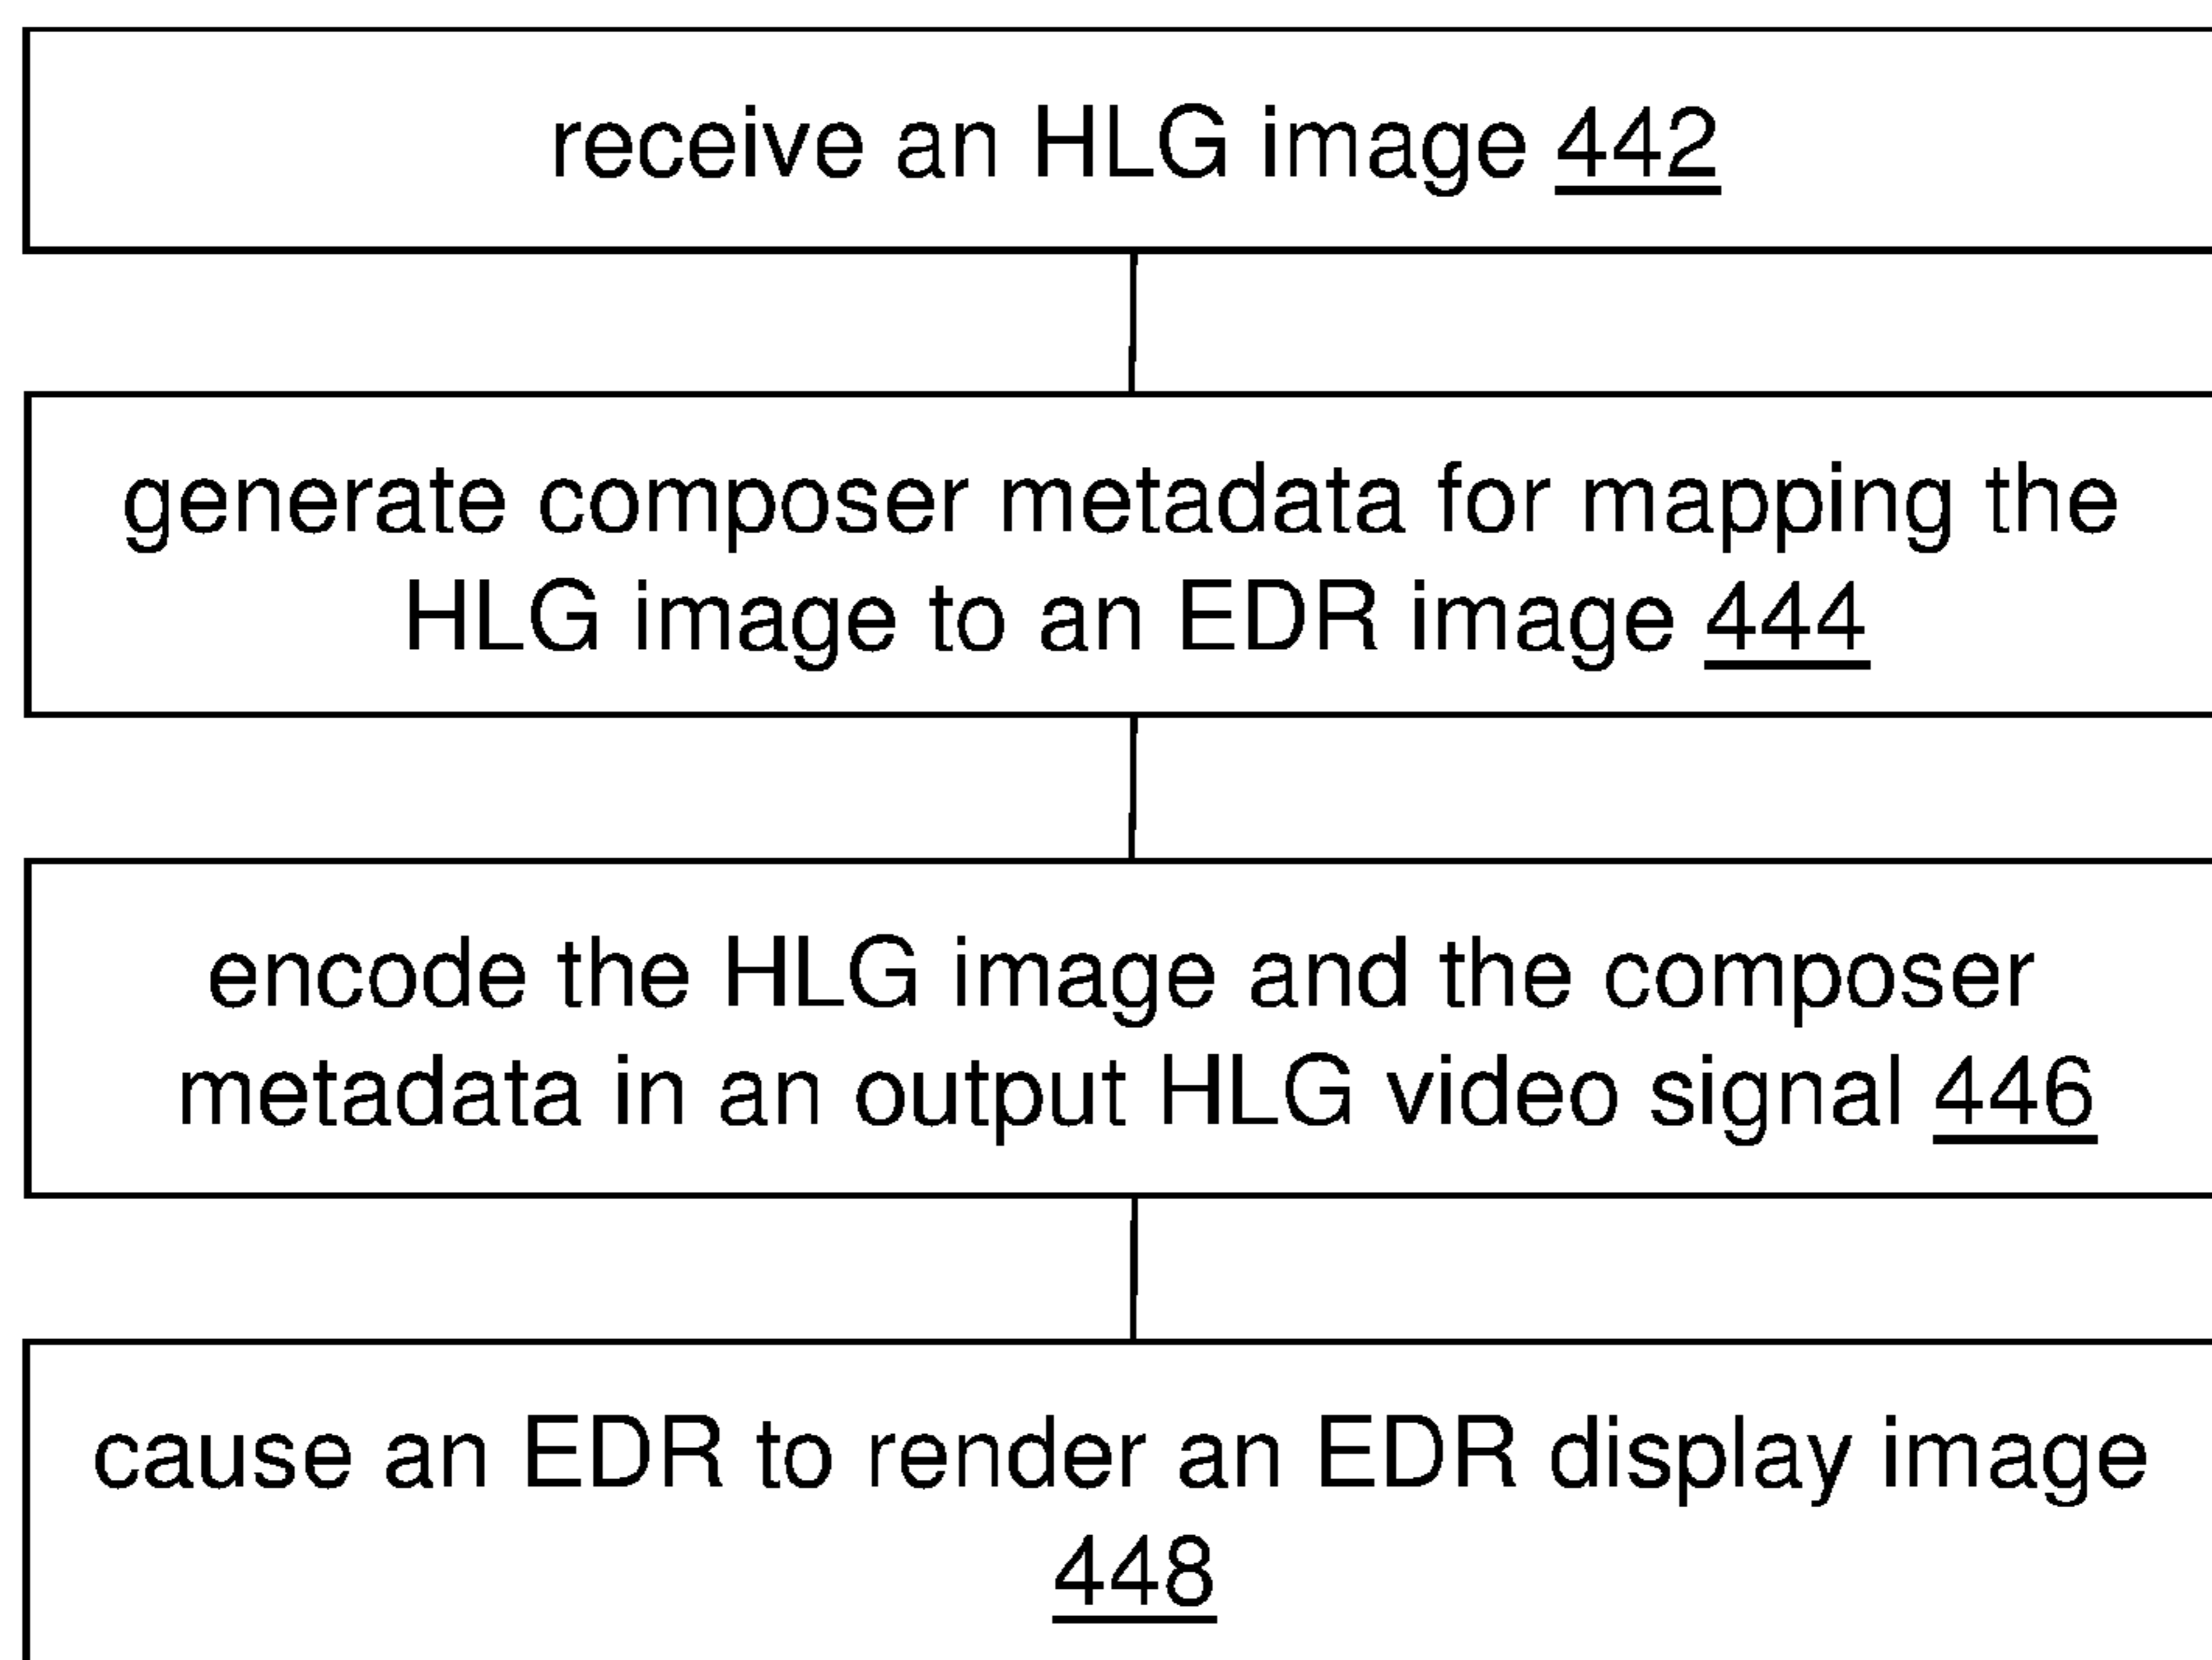 receive an HLG image 442
generate composer metadata for mapping the
HLG image to an EDR image 444
encode the HLG image and the composer
metadata in an output HLG video signal 446
cause an EDR to render an EDR display image
448